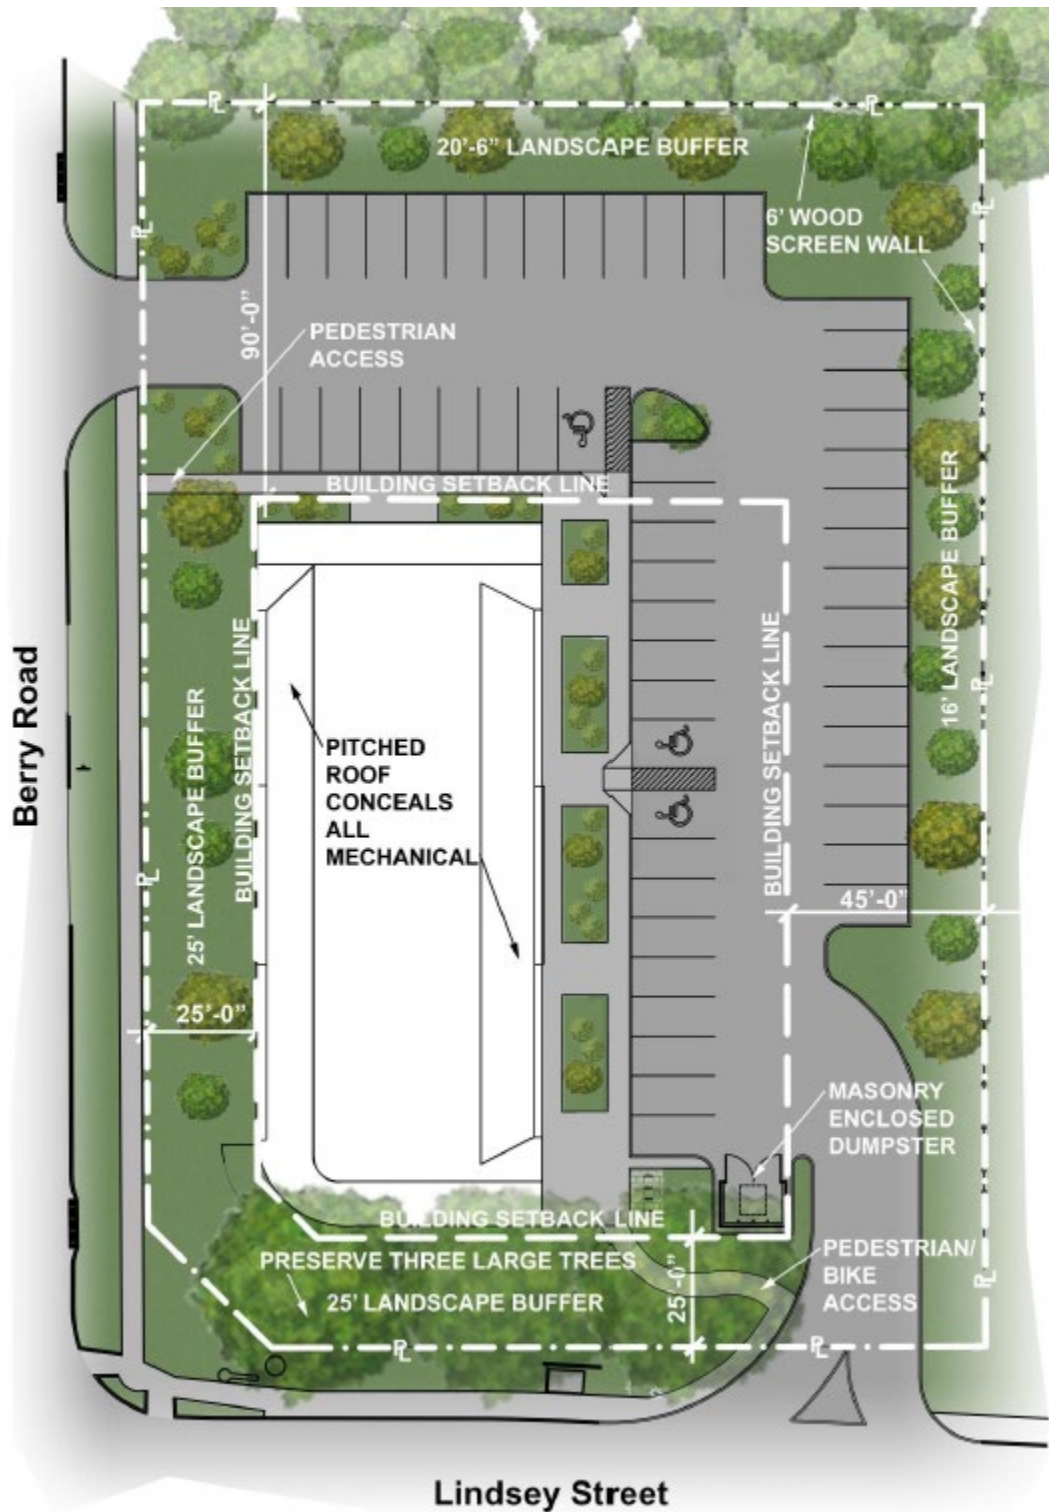 PL
PL
20'-6" LANDSCAPE BUFFER
PL
PL
6' WOOD
SCREEN WALL
90'-0"
PEDESTRIAN
ACCESS
BUILDING SETBACK LINE
BUILDING SETBACK LINE
BUILDING SETBACK LINE
16' LANDSCAPE BUFFER
PL
Berry Road
25' LANDSCAPE BUFFER
PITCHED
ROOF
CONCEALS
ALL
MECHANICAL
PL
45'-0"
25'-0"
MASONRY
ENCLOSED
DUMPSTER
BUILDING SETBACK LINE
PRESERVE THREE LARGE TREES
25' LANDSCAPE BUFFER
25'-0"
PEDESTRIAN/
BIKE
ACCESS
PL
PL
PL
Lindsey Street